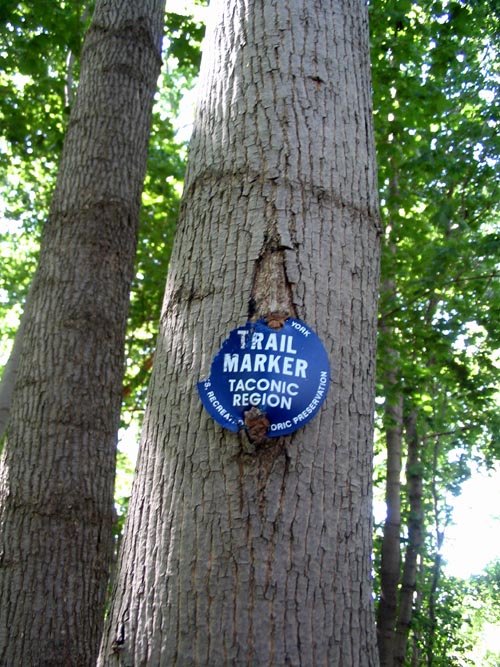 YORK
TRAIL
MARKER
TACONIC
REGION
S, RECREA ORIC PRESERVATION